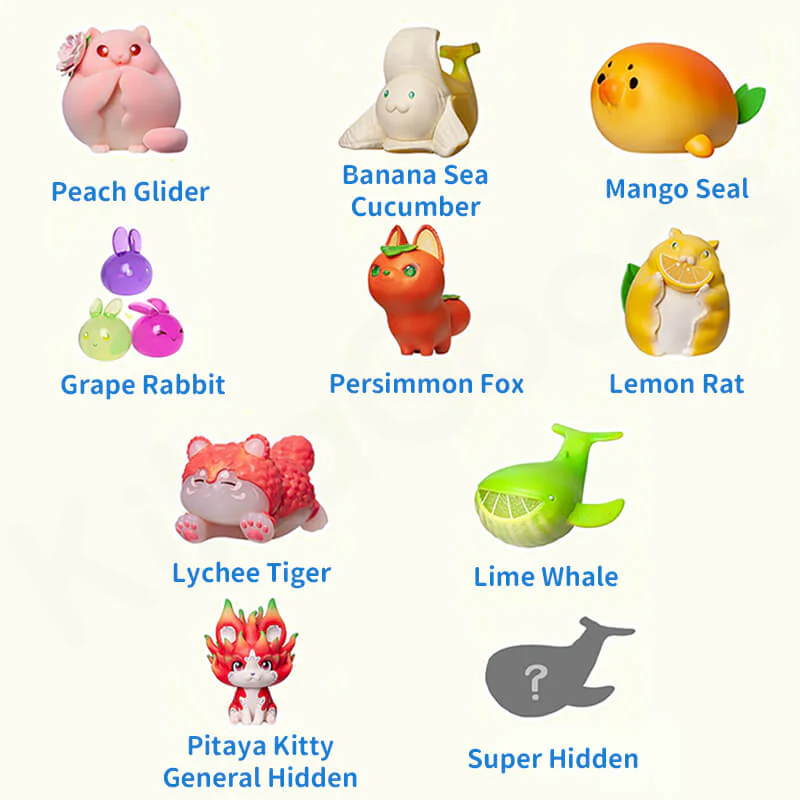 Peach Glider
Banana Sea
Cucumber
Mango Seal
Grape Rabbit
Persimmon Fox
Lemon Rat
Lychee Tiger
Lime Whale
Pitaya Kitty
General Hidden
?
Super Hidden